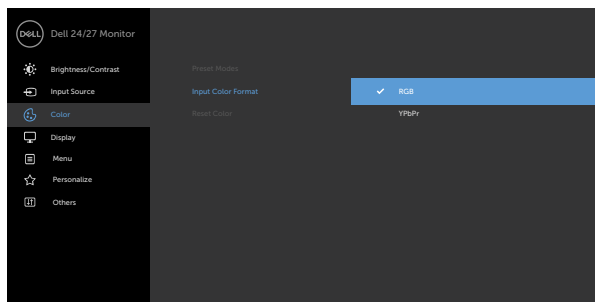 DELL Dell 24/27 Monitor
Brightness/Contrast
Preset Modes
Input Source
Input Color Format
RGB
Color
Reset Color
YPbPr
Display
Menu
Personalize
Others